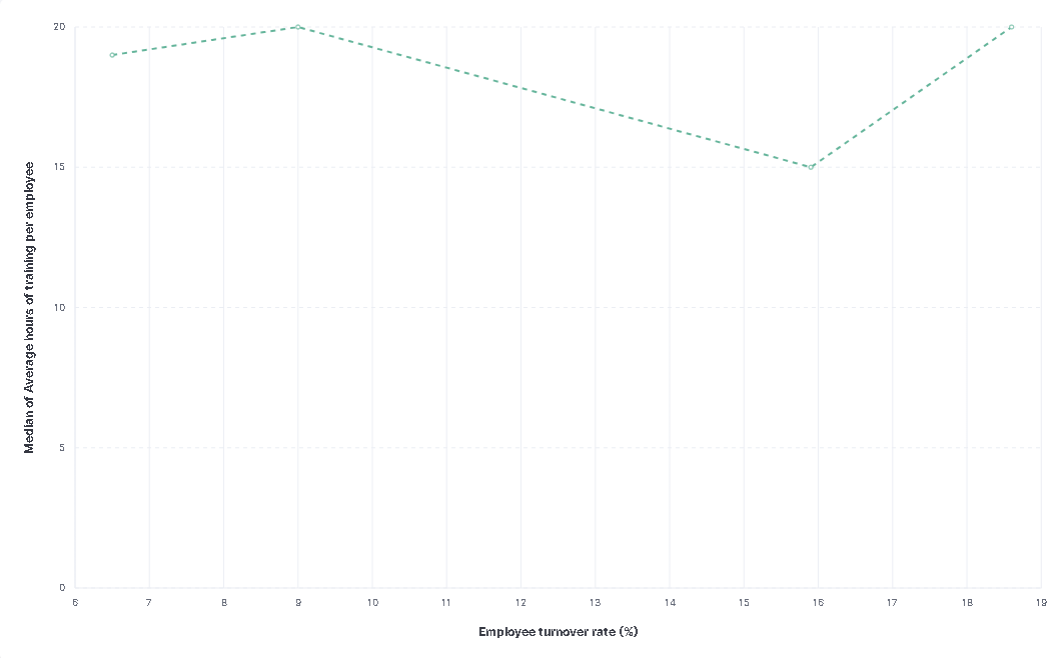 20
15
10
5
0
Median of Average hours of training per employee
6 7 8 9 10 11 12 13 14 15 16 17 18 19
Employee turnover rate (%)